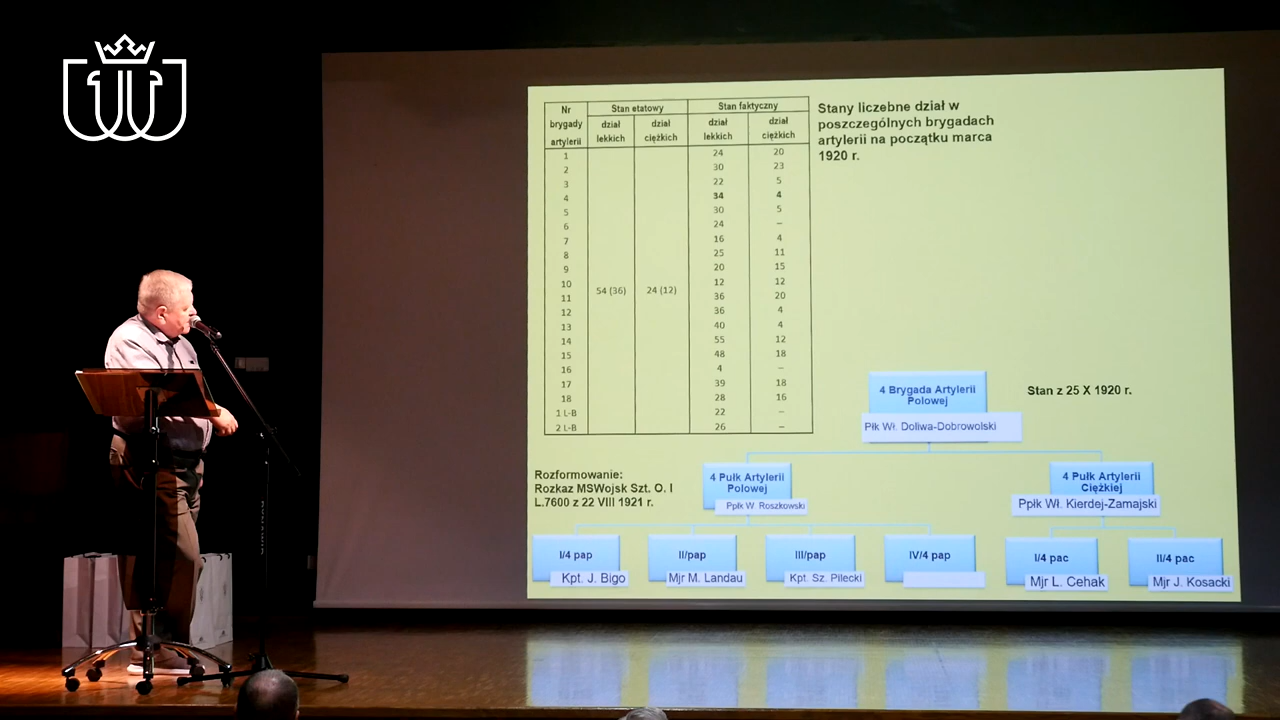 Nr brygady artylerii | Stan etatowy | Stan faktyczny
dział lekkich | dział ciężkich | dział lekkich | dział ciężkich
1 24 20
2 30 23
3 22 5
4 34 4
5 30 5
6 24 –
7 16 4
8 25 11
9 20 15
10 54 (36) 24 (12) 12 12
11 36 20
12 36 4
13 40 4
14 55 12
15 48 18
16 4 –
17 39 18
18 28 16
1 L-B 22 –
2 L-B 26 –
Stany liczebne dział w
poszczególnych brygadach
artylerii na początku marca
1920 r.
4 Brygada Artylerii
Polowej
Płk Wł. Doliwa-Dobrowolski
Stan z 25 X 1920 r.
Rozformowanie:
Rozkaz MSWojsk Szt. O. I
L.7600 z 22 VIII 1921 r.
4 Pułk Artylerii
Polowej
Ppłk W. Roszkowski
4 Pułk Artylerii
Ciężkiej
Ppłk Wł. Kierdej-Zamajski
I/4 pap
Kpt. J. Bigo
II/pap
Mjr M. Landau
III/pap
Kpt. Sz. Pilecki
IV/4 pap
I/4 pac
Mjr L. Cehak
II/4 pac
Mjr J. Kosacki